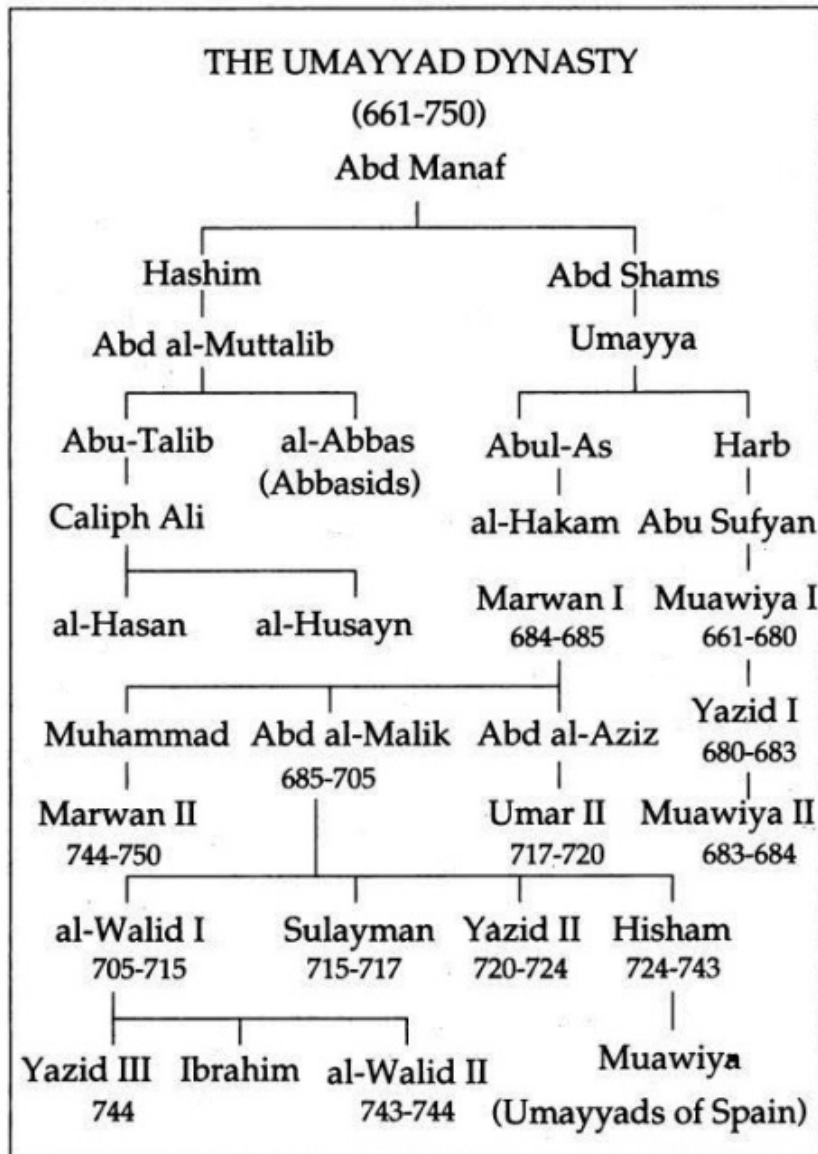 THE UMAYYAD DYNASTY
(661-750)
Abd Manaf
Hashim Abd Shams
Abd al-Muttalib Umayya
Abu-Talib al-Abbas Abul-As Harb
(Abbasids)
Caliph Ali al-Hakam Abu Sufyan
al-Hasan al-Husayn Marwan I Muawiya I
684-685 661-680
Muhammad Abd al-Malik Abd al-Aziz Yazid I
685-705 680-683
Marwan II Umar II Muawiya II
744-750 717-720 683-684
al-Walid I Sulayman Yazid II Hisham
705-715 715-717 720-724 724-743
Yazid III Ibrahim al-Walid II Muawiya
744 743-744 (Umayyads of Spain)